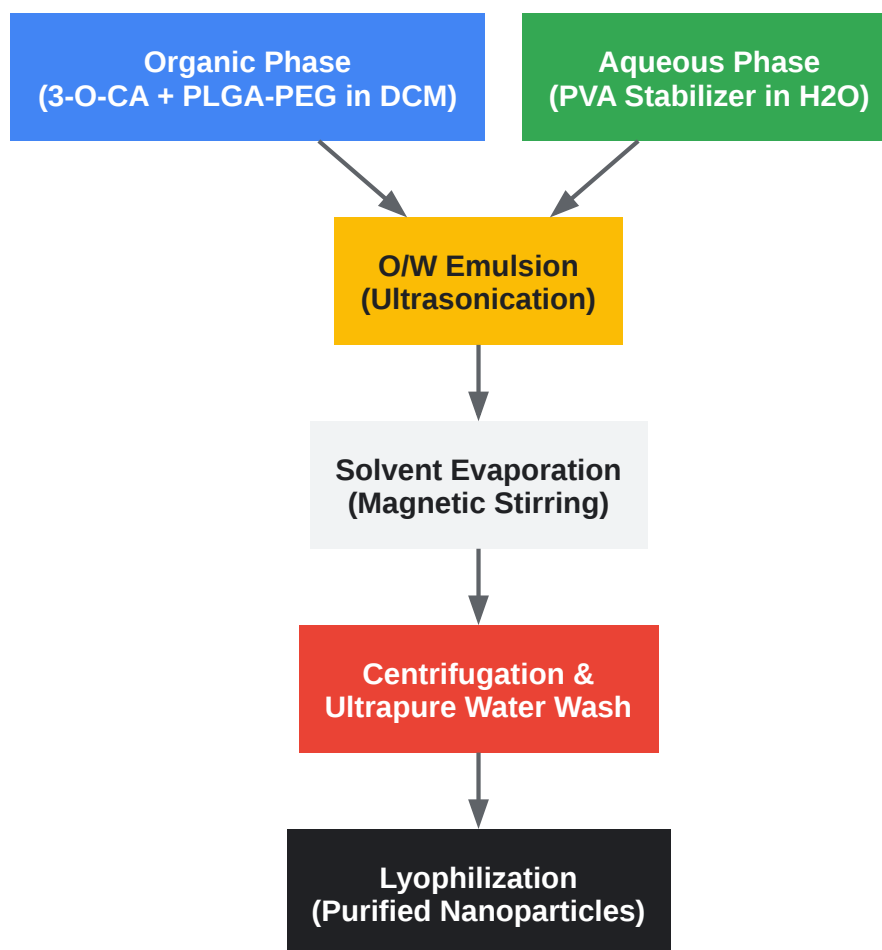 Organic Phase
(3-O-CA + PLGA-PEG in DCM)
Aqueous Phase
(PVA Stabilizer in H2O)
O/W Emulsion
(Ultrasonication)
Solvent Evaporation
(Magnetic Stirring)
Centrifugation &
Ultrapure Water Wash
Lyophilization
(Purified Nanoparticles)